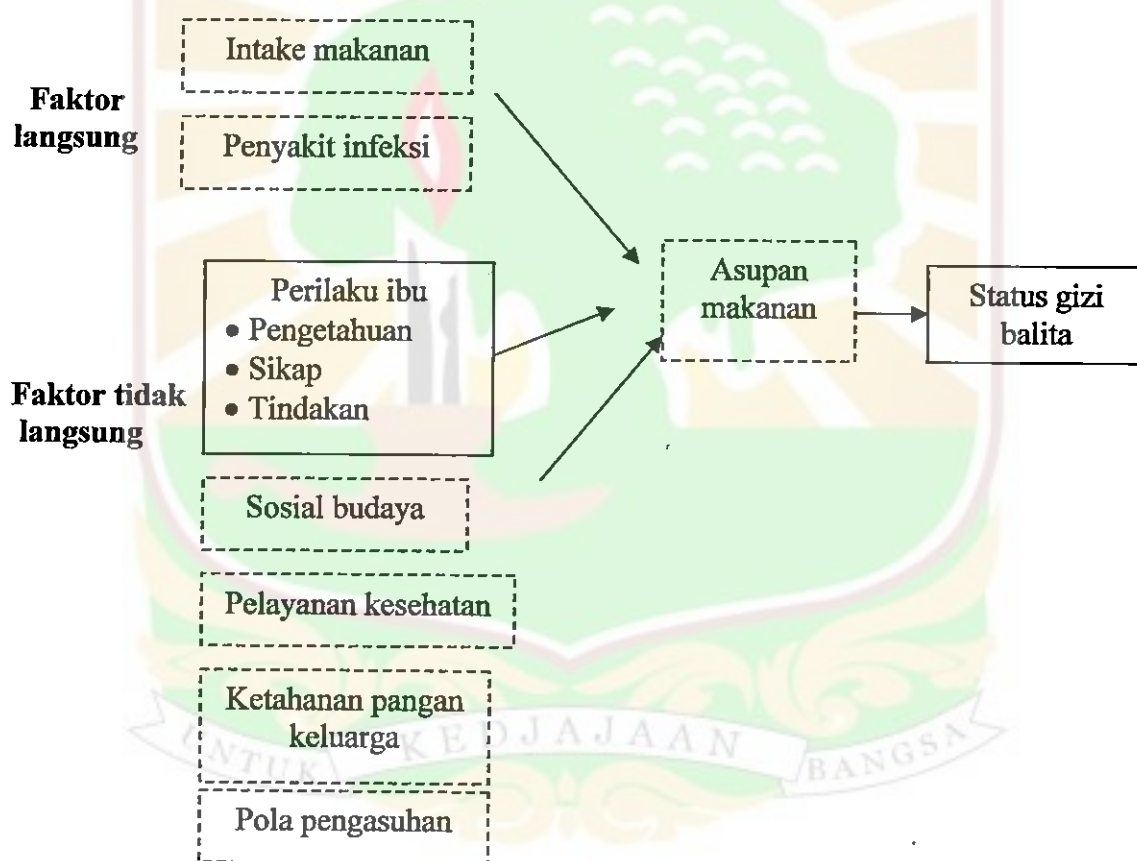 Intake makanan
Faktor
langsung
Penyakit infeksi
Perilaku ibu
• Pengetahuan
• Sikap
• Tindakan
Faktor tidak
langsung
Asupan
makanan
Status gizi
balita
Sosial budaya
Pelayanan kesehatan
Ketahanan pangan
keluarga
Pola pengasuhan
UNTUK KEDJAJAAN BANGSA